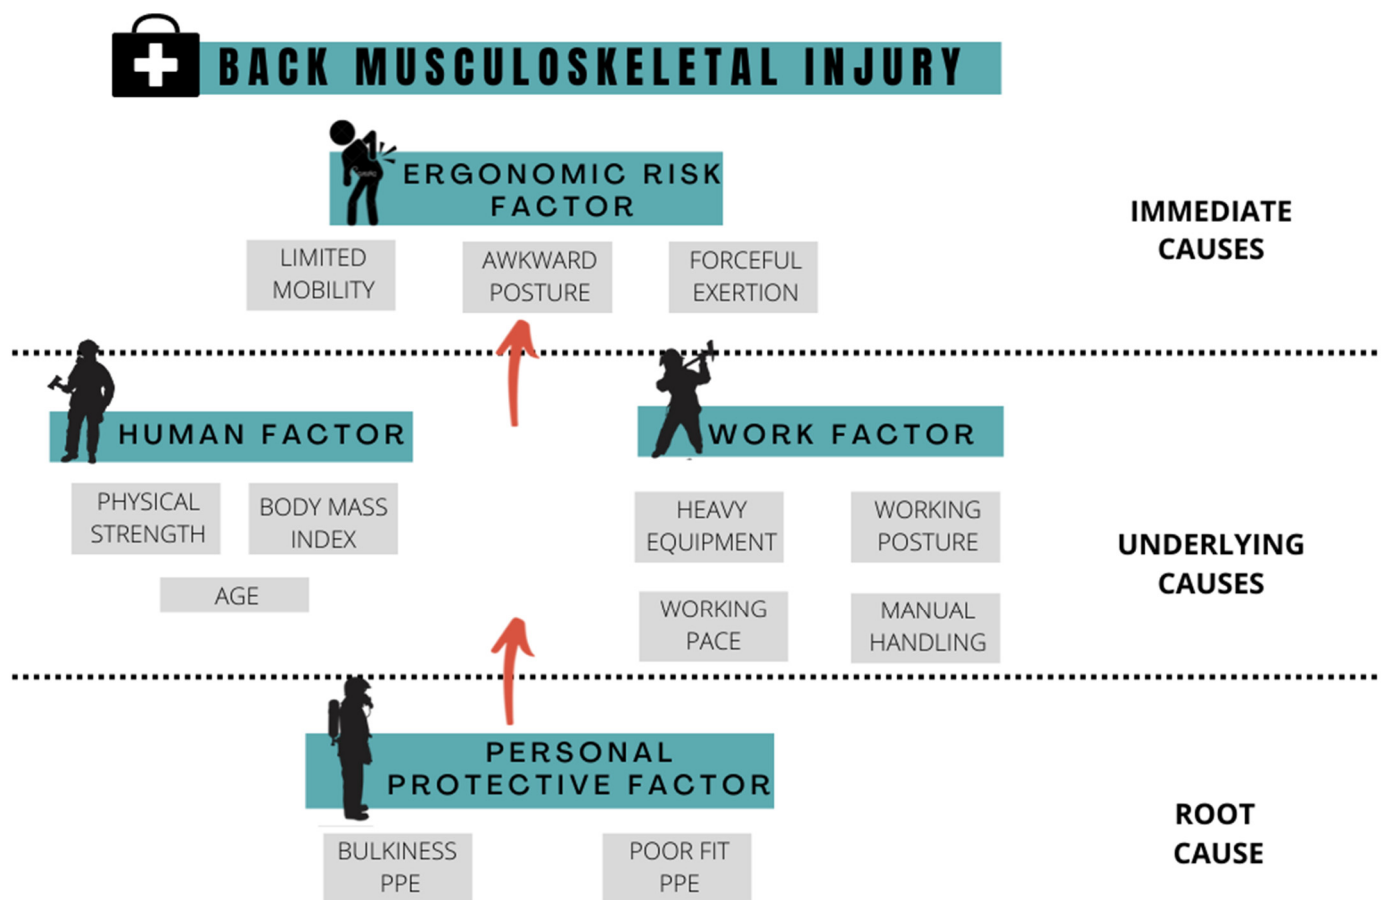 BACK MUSCULOSKELETAL INJURY
ERGONOMIC RISK
FACTOR
IMMEDIATE
CAUSES
LIMITED
MOBILITY
AWKWARD
POSTURE
FORCEFUL
EXERTION
HUMAN FACTOR
WORK FACTOR
PHYSICAL
STRENGTH
BODY MASS
INDEX
AGE
HEAVY
EQUIPMENT
WORKING
POSTURE
WORKING
PACE
MANUAL
HANDLING
UNDERLYING
CAUSES
PERSONAL
PROTECTIVE FACTOR
BULKINESS
PPE
POOR FIT
PPE
ROOT
CAUSE